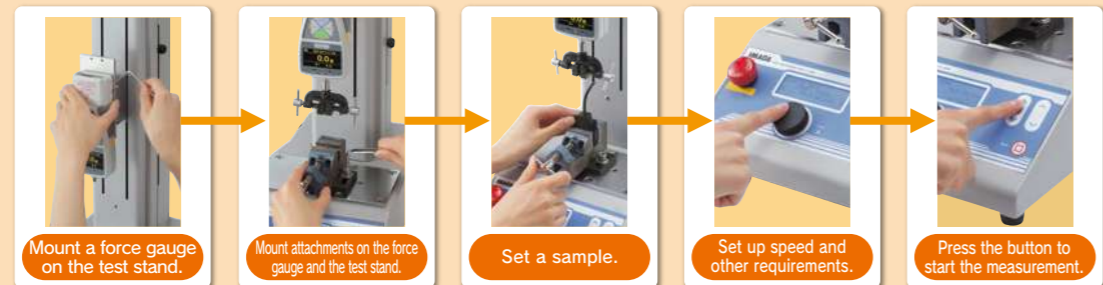 Mount a force gauge
on the test stand.
Mount attachments on the force
gauge and the test stand.
Set a sample.
Set up speed and
other requirements.
Press the button to
start the measurement.